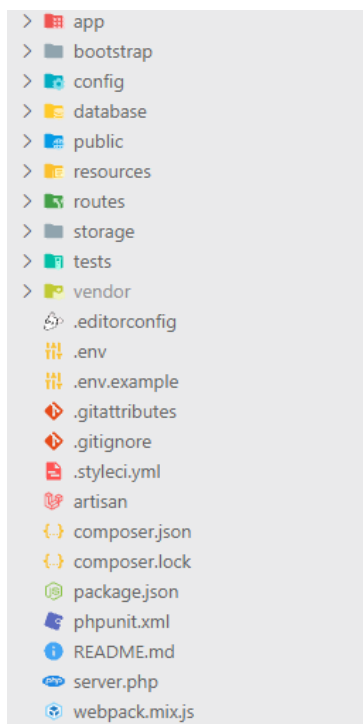 app
bootstrap
config
database
public
resources
routes
storage
tests
vendor
.editorconfig
.env
.env.example
.gitattributes
.gitignore
.styleci.yml
artisan
composer.json
composer.lock
package.json
phpunit.xml
README.md
server.php
webpack.mix.js